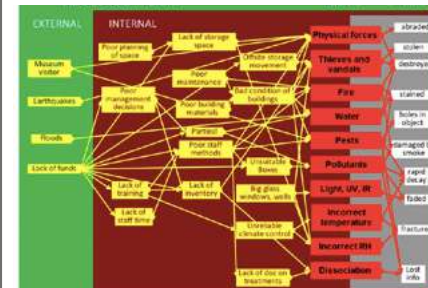 EXTERNAL
INTERNAL
Museum
visitor
Earthquakes
Floods
Lack of funds
Poor planning
of space
Lack of storage
space
Offsite storage
movement
Poor
maintenance
Poor
management
decisions
Bad condition of
buildings
Poor building
materials
Poor staff
methods
Unsuitable
Boxes
Lack of
training
Lack of
inventory
Big glass
windows, walls
Lack of
staff time
Unreliable
climate control
Lack of doc on
treatments
Physical forces
Thieves and
vandals
Fire
Water
Pests
Pollutants
Light, UV, IR
Incorrect
temperature
Incorrect RH
Dissociation
abraded
stolen
destroye
stained
holes in
object
damaged
smoke
rapid
decay
faded
fracture
Lost
info